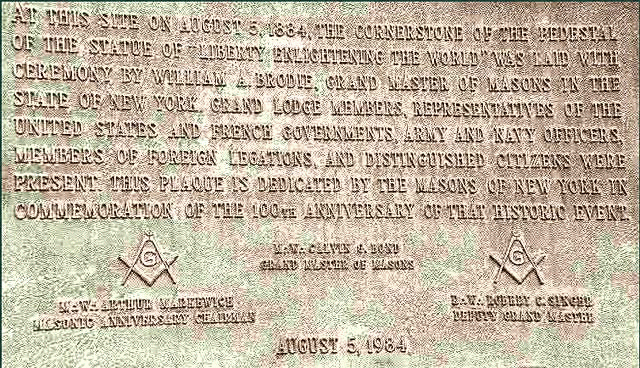 AT THIS SITE ON AUGUST 5, 1884, THE CORNERSTONE OF THE PEDESTAL
OF THE STATUE OF "LIBERTY ENLIGHTENING THE WORLD" WAS LAID WITH
CEREMONY BY WILLIAM A. BRODIE, GRAND MASTER OF MASONS IN THE
STATE OF NEW YORK. GRAND LODGE MEMBERS, REPRESENTATIVES OF THE
UNITED STATES AND FRENCH GOVERNMENTS, ARMY AND NAVY OFFICERS,
MEMBERS OF FOREIGN LEGATIONS, AND DISTINGUISHED CITIZENS WERE
PRESENT. THIS PLAQUE IS DEDICATED BY THE MASONS OF NEW YORK IN
COMMEMORATION OF THE 100TH ANNIVERSARY OF THAT HISTORIC EVENT.
G
M∴W∴ CALVIN G. BOND
GRAND MASTER OF MASONS
G
M∴W∴ ARTHUR MARKEWICH
MASONIC ANNIVERSARY CHAIRMAN
R∴W∴ ROBERT C. SINGER
DEPUTY GRAND MASTER
AUGUST 5, 1984